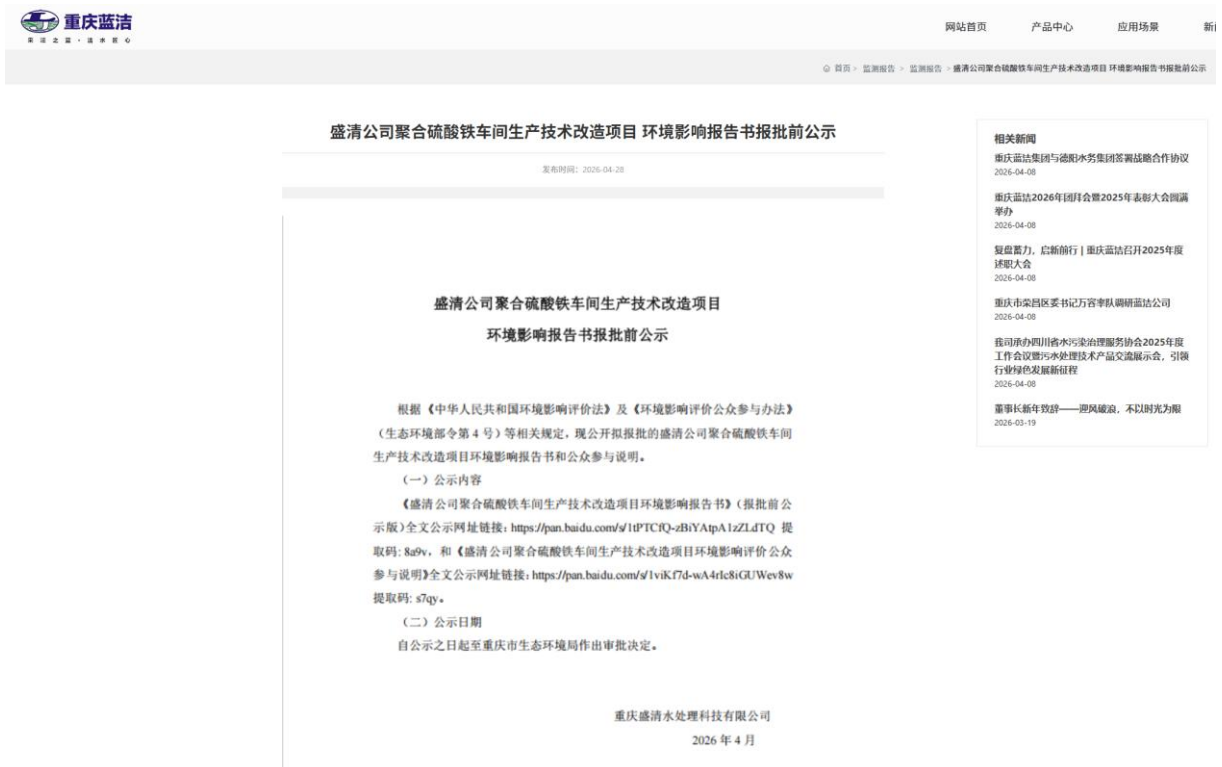 重庆蓝洁
网站首页 产品中心 应用场景
首页 > 监测报告 > 监测报告 > 盛清公司聚合硫酸铁车间生产技术改造项目 环境影响报告书报批前公示
盛清公司聚合硫酸铁车间生产技术改造项目 环境影响报告书报批前公示
发布时间：2026-04-28
盛清公司聚合硫酸铁车间生产技术改造项目
环境影响报告书报批前公示
根据《中华人民共和国环境影响评价法》及《环境影响评价公众参与办法》
（生态环境部令第 4 号）等相关规定，现公开拟报批的盛清公司聚合硫酸铁车间
生产技术改造项目环境影响报告书和公众参与说明。
（一）公示内容
《盛清公司聚合硫酸铁车间生产技术改造项目环境影响报告书》（报批前公
示版）全文公示网址链接：https://pan.baidu.com/s/1tPTCfQ-zBiYAtpA1zZLdTQ 提
取码: 8a9v，和《盛清公司聚合硫酸铁车间生产技术改造项目环境影响评价公众
参与说明》全文公示网址链接：https://pan.baidu.com/s/1viKf7d-wA4rIc8iGUWev8w
提取码: s7qy。
（二）公示日期
自公示之日起至重庆市生态环境局作出审批决定。
重庆盛清水处理科技有限公司
2026 年 4 月
相关新闻
重庆蓝洁集团与德阳水务集团签署战略合作协议
2026-04-08
重庆蓝洁2026年团拜会暨2025年表彰大会圆满
举办
2026-04-08
复盘蓄力，启新前行 | 重庆蓝洁召开2025年度
述职大会
2026-04-08
重庆市荣昌区委书记万容率队调研蓝洁公司
2026-04-08
我司承办四川省水污染治理服务协会2025年度
工作会议暨污水处理技术产品交流展示会，引领
行业绿色发展新征程
2026-04-08
董事长新年致辞——迎风破浪，不以时光为限
2026-03-19